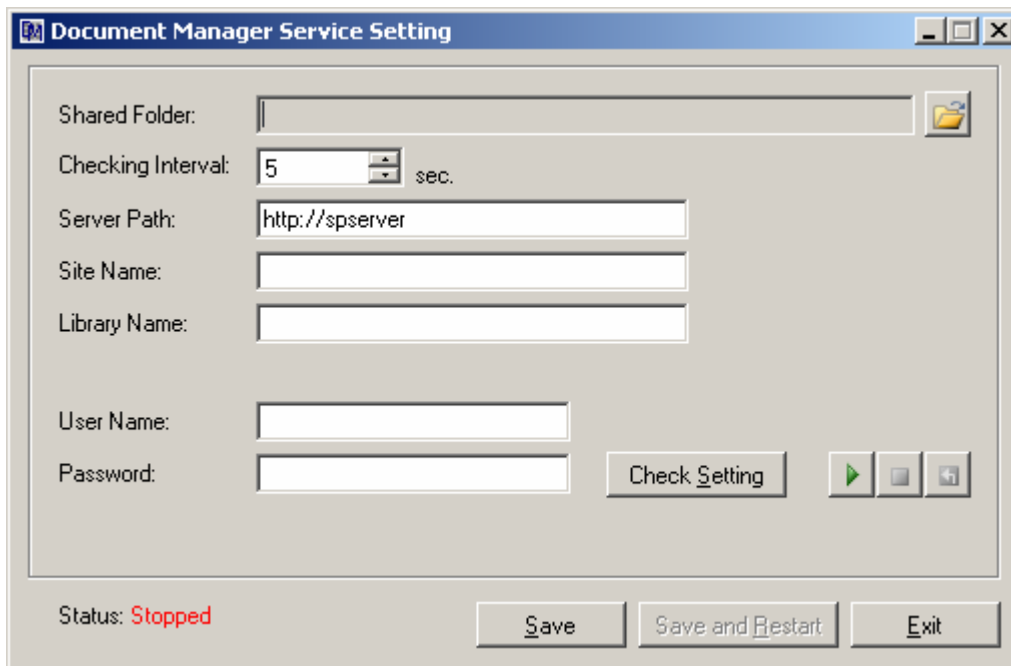 Document Manager Service Setting
Shared Folder:
Checking Interval: 5 sec.
Server Path: http://spserver
Site Name:
Library Name:
User Name:
Password: Check Setting
Status: Stopped Save Save and Restart Exit